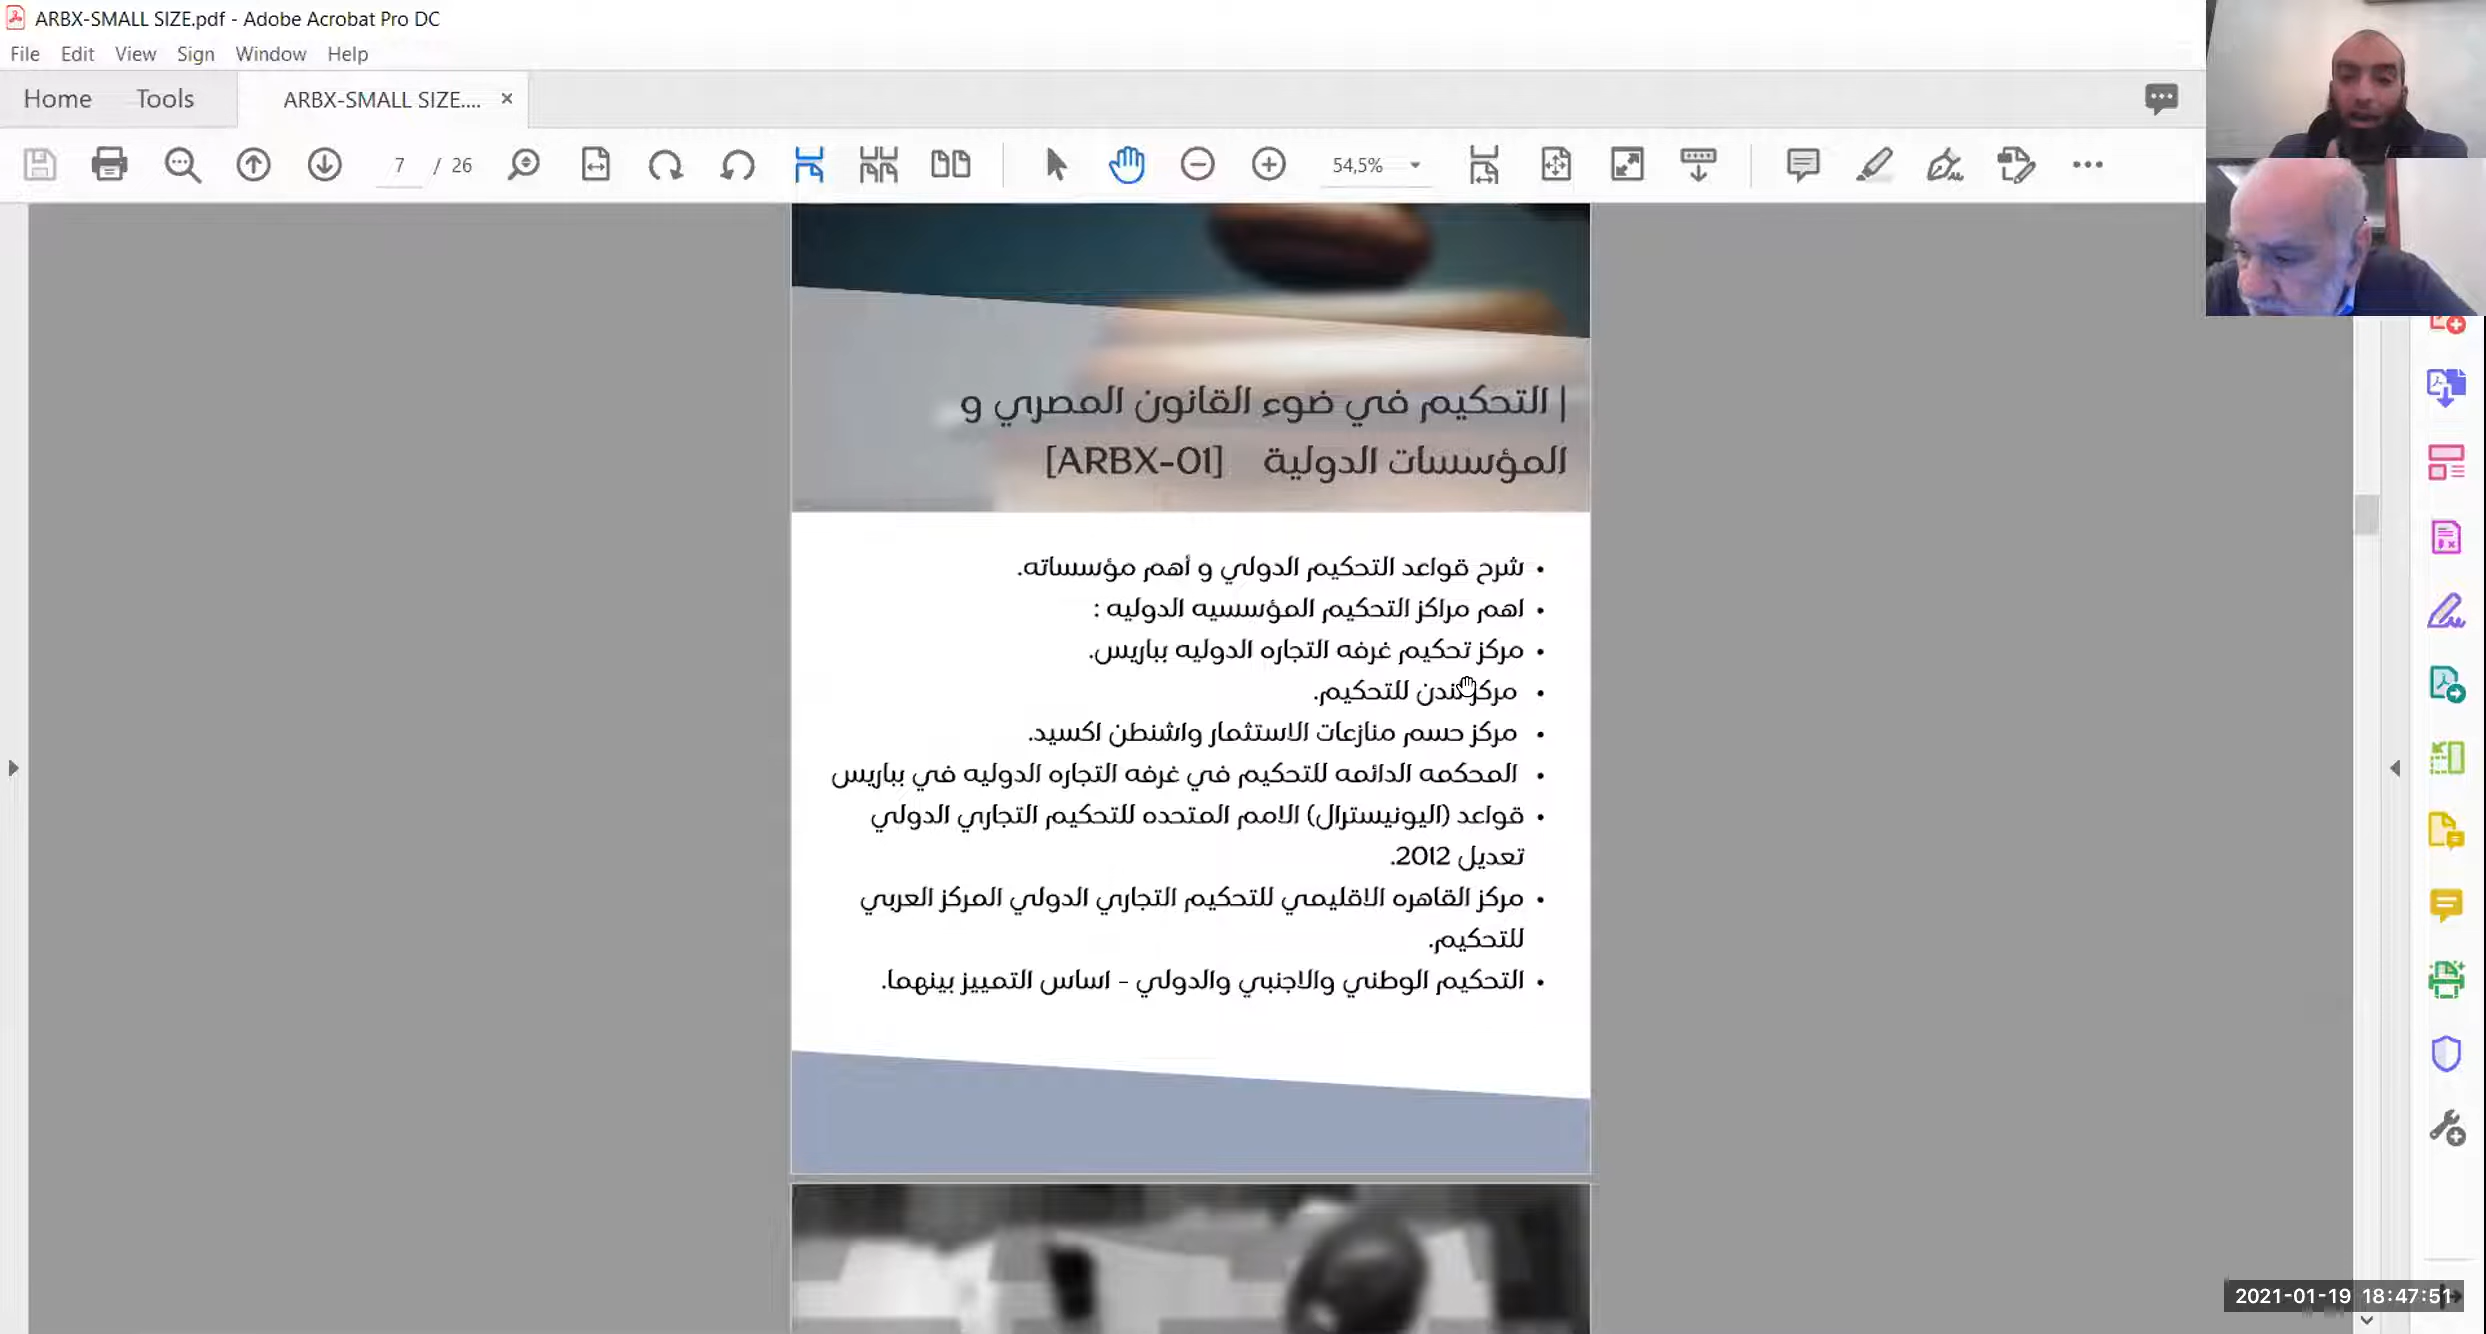 ARBX-SMALL SIZE.pdf - Adobe Acrobat Pro DC
File Edit View Sign Window Help
Home Tools ARBX-SMALL SIZE....
7 / 26 54,5%
| التحكيم في ضوء القانون المصري و
المؤسسات الدولية [ARBX-01]
• شرح قواعد التحكيم الدولي و أهم مؤسساته.
• اهم مراكز التحكيم المؤسسيه الدوليه :
• مركز تحكيم غرفه التجاره الدوليه بباريس.
• مركز لندن للتحكيم.
• مركز حسم منازعات الاستثمار واشنطن اكسيد.
• المحكمه الدائمه للتحكيم في غرفه التجاره الدوليه في بباريس
• قواعد (اليونيسترال) الامم المتحده للتحكيم التجاري الدولي
تعديل 2012.
• مركز القاهره الاقليمي للتحكيم التجاري الدولي المركز العربي
للتحكيم.
• التحكيم الوطني والاجنبي والدولي - اساس التمييز بينهما.
2021-01-19 18:47:51